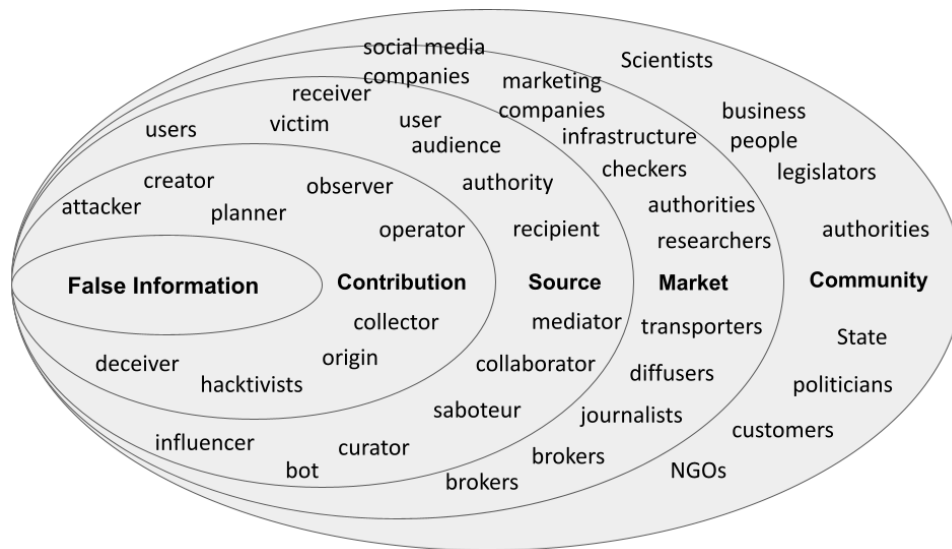 social media
companies
Scientists
marketing
companies
receiver
business
people
users
victim
user
audience
infrastructure
checkers
legislators
creator
observer
authority
attacker
planner
authorities
operator
recipient
researchers
authorities
False Information
Contribution
Source
Market
Community
collector
mediator
transporters
State
deceiver
origin
collaborator
hacktivists
diffusers
politicians
saboteur
journalists
influencer
curator
customers
bot
brokers
brokers
NGOs